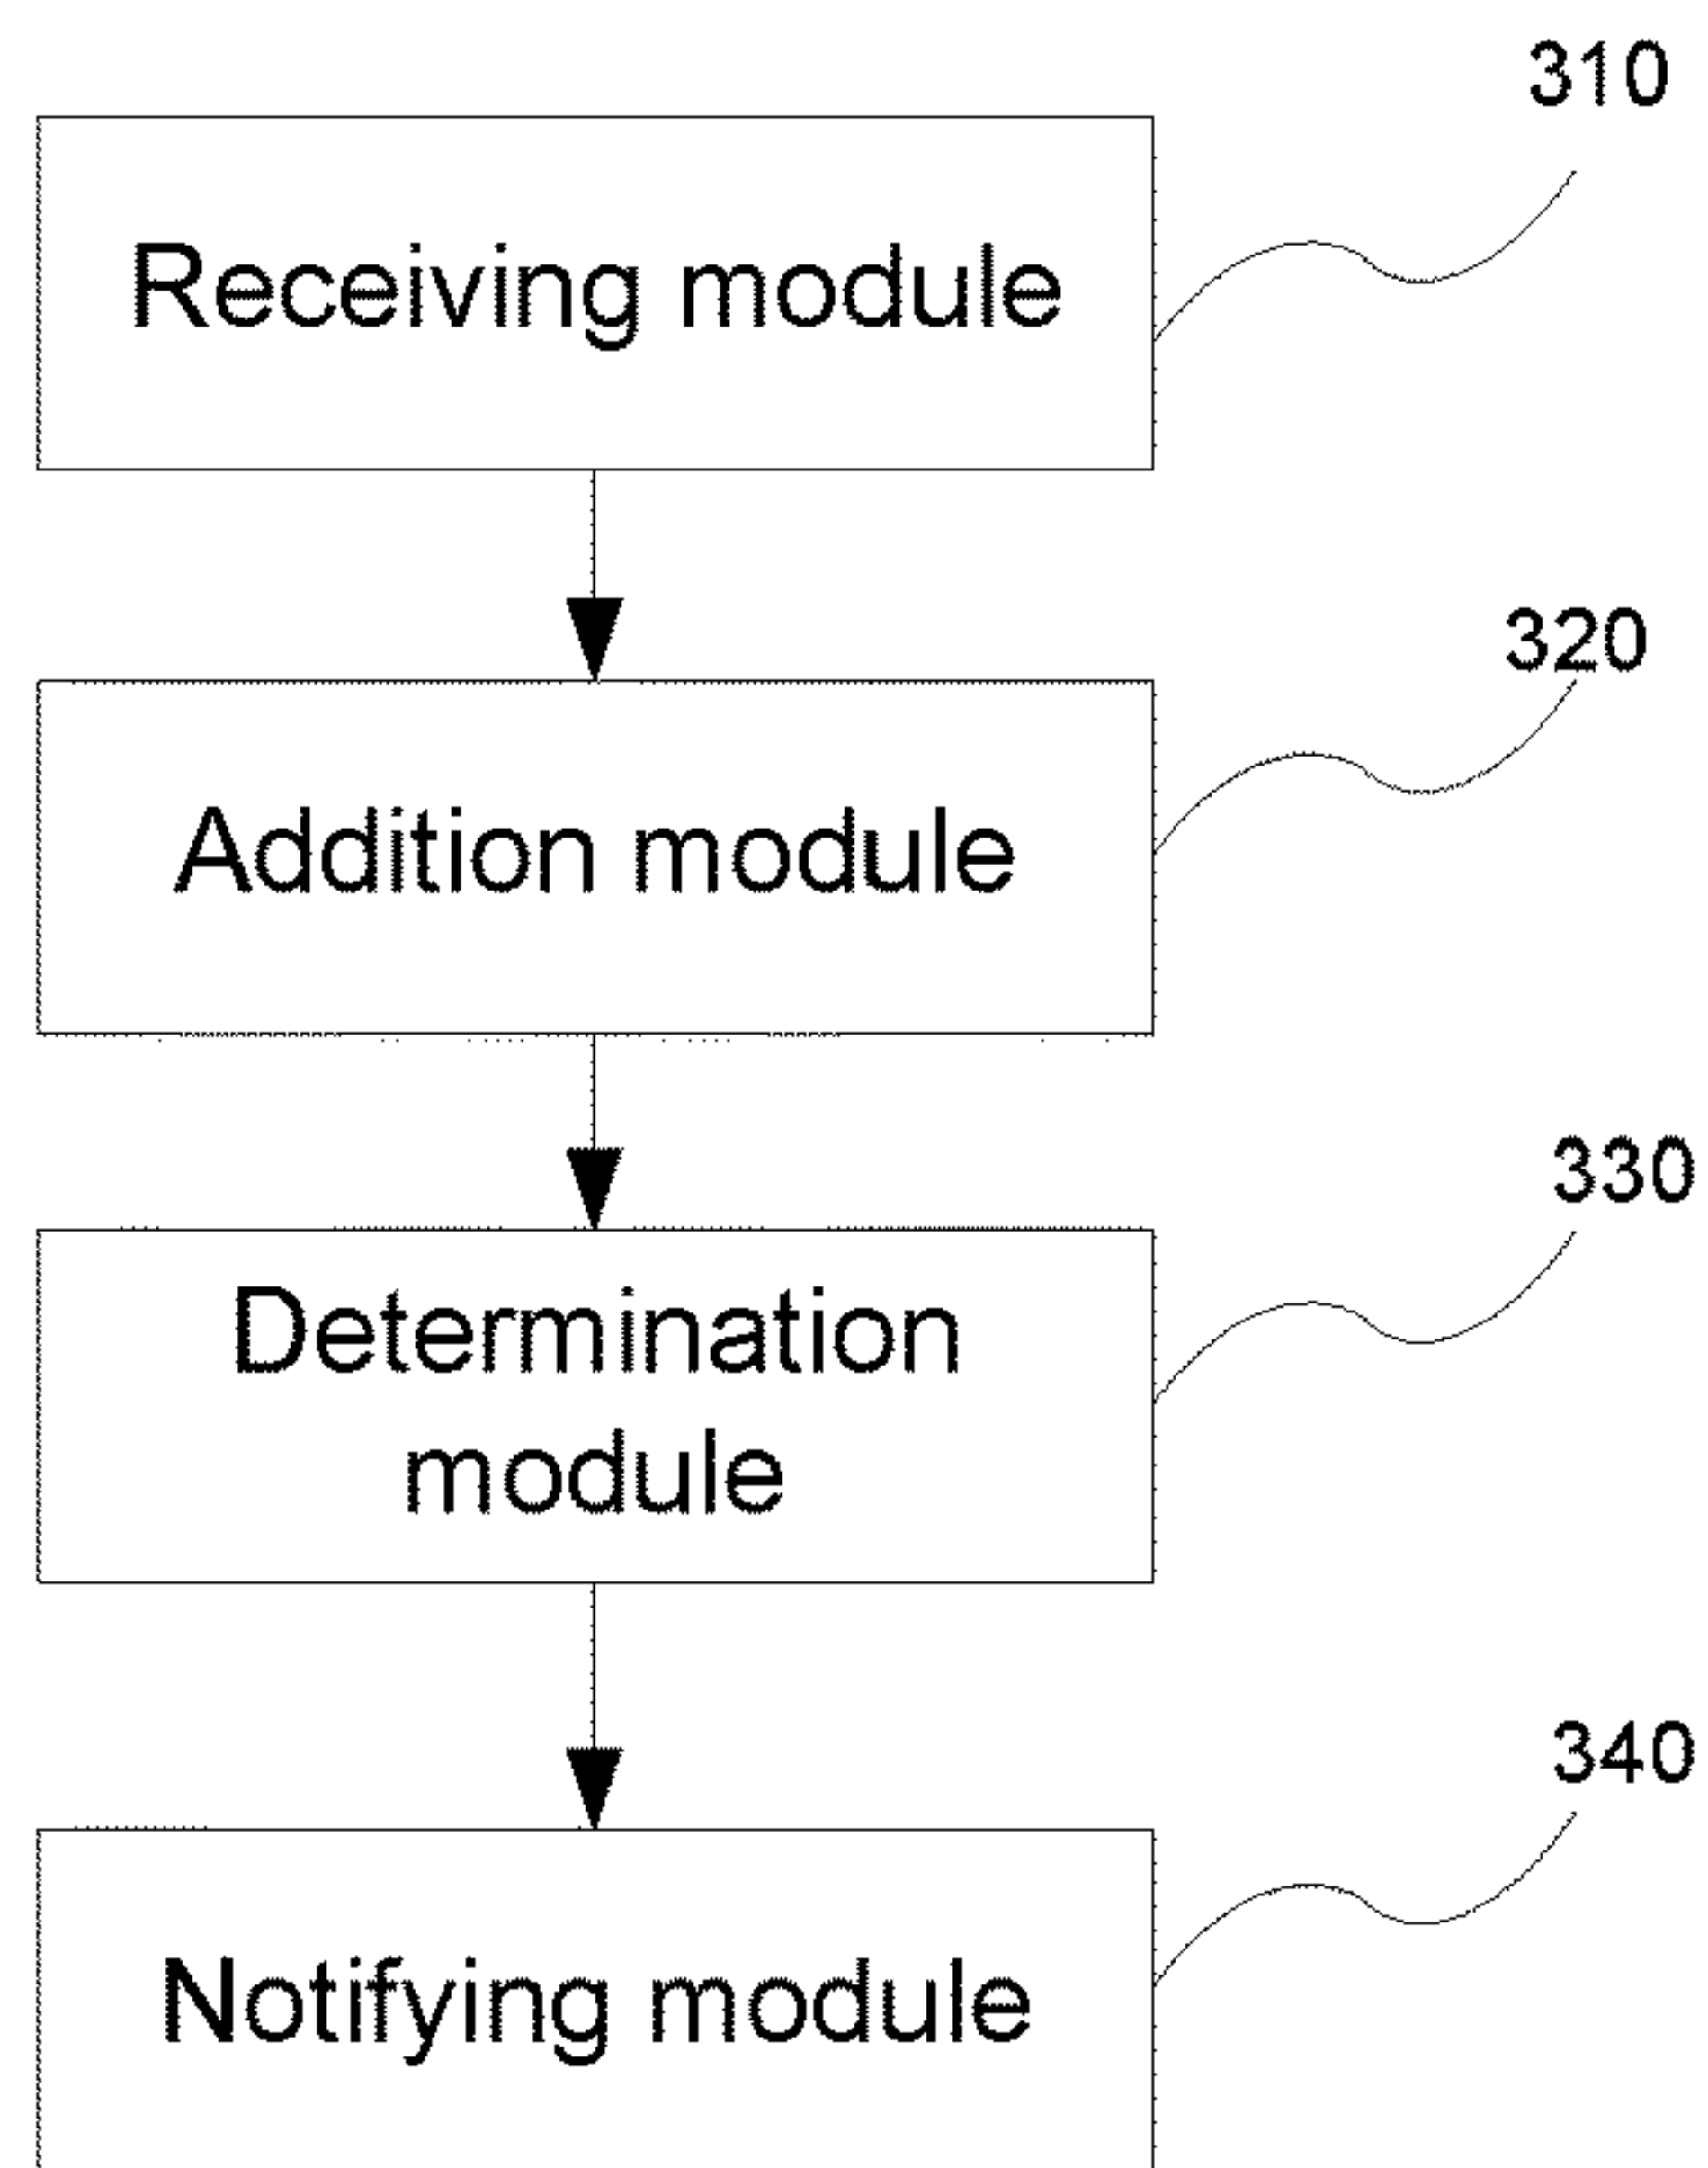 310
Receiving module
320
Addition module
330
Determination
module
340
Notifying module